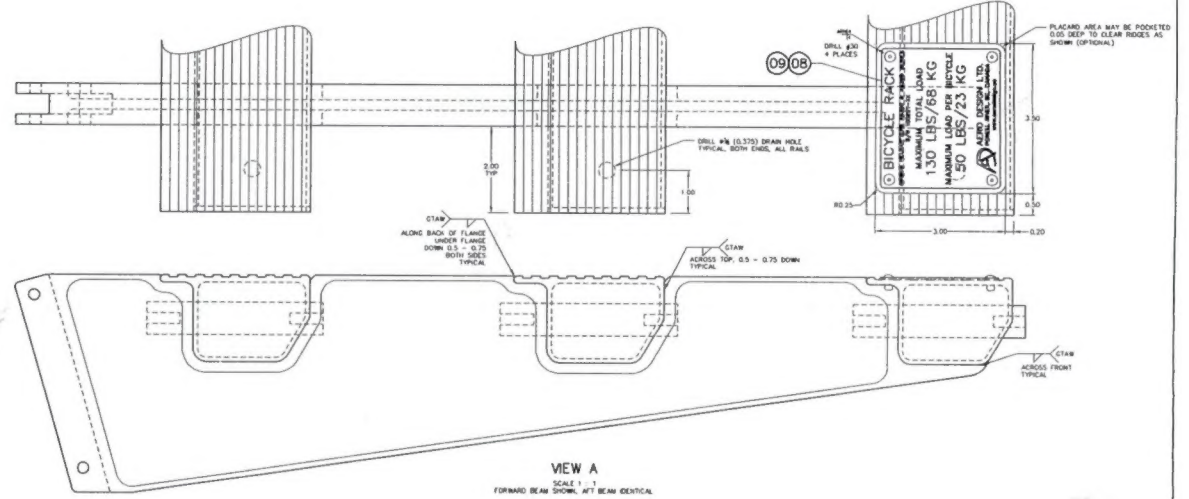 PLACARD AREA MAY BE POCKETED
0.05 DEEP TO CLEAR RIDGES AS
SHOWN (OPTIONAL)
DRILL #30
4 PLACES
09 08
BICYCLE RACK
MAXIMUM TOTAL LOAD
130 LBS/68 KG
MAXIMUM LOAD PER BICYCLE
50 LBS/23 KG
AERO DESIGN LTD.
3.50
DRILL ⌀⅜ (0.375) DRAIN HOLE
TYPICAL, BOTH ENDS, ALL RAILS
2.00
TYP
1.00
R0.25
0.50
3.00
0.20
GTAW
ALONG BACK OF FLANGE
UNDER FLANGE
DOWN 0.5 - 0.75
BOTH SIDES
TYPICAL
GTAW
ACROSS TOP, 0.5 - 0.75 DOWN
TYPICAL
GTAW
ACROSS FRONT
TYPICAL
VIEW A
SCALE 1 : 1
FORWARD BEAM SHOWN, AFT BEAM IDENTICAL